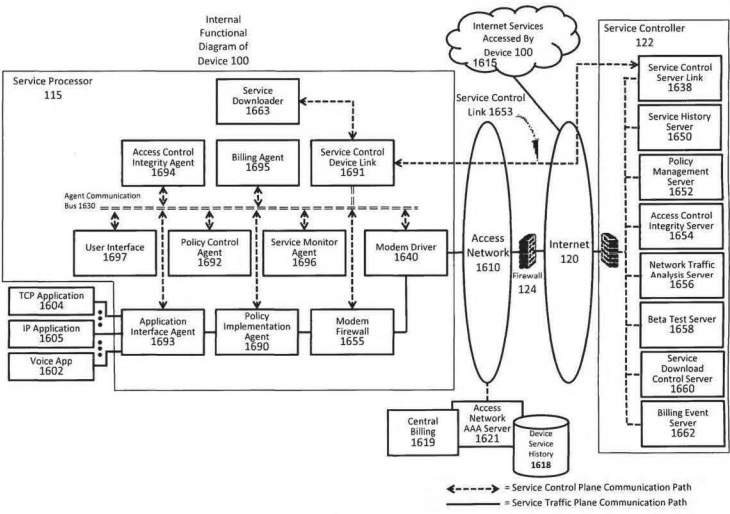 Internal
Functional
Diagram of
Device 100
Internet Services
Accessed By
Device 100
1615
Service Controller
122
Service Processor
115
Service
Downloader
1663
Service Control
Link 1653
Service Control
Server Link
1638
Access Control
Integrity Agent
1694
Billing Agent
1695
Service Control
Device Link
1691
Service History
Server
1650
Policy
Management
Server
1652
Agent Communication
Bus 1630
User Interface
1697
Policy Control
Agent
1692
Service Monitor
Agent
1696
Modem Driver
1640
Access
Network
1610
Firewall
124
Internet
120
Access Control
Integrity Server
1654
Network Traffic
Analysis Server
1656
TCP Application
1604
IP Application
1605
Voice App
1602
Application
Interface Agent
1693
Policy
Implementation
Agent
1690
Modem
Firewall
1655
Beta Test Server
1658
Service
Download
Control Server
1660
Billing Event
Server
1662
Central
Billing
1619
Access
Network
AAA Server
1621
Device
Service
History
1618
= Service Control Plane Communication Path
= Service Traffic Plane Communication Path